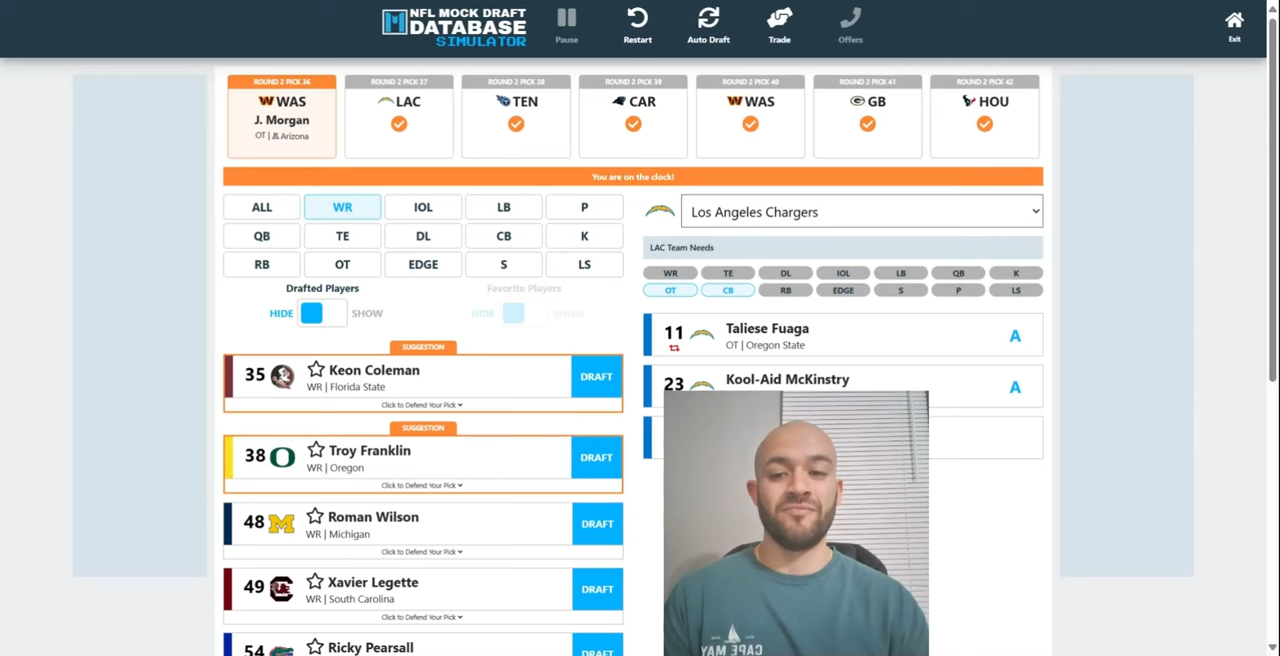 NFL MOCK DRAFT
DATABASE
SIMULATOR
Pause
Restart
Auto Draft
Trade
Offers
Exit
ROUND 2 PICK 36
WAS
J. Morgan
OT | Arizona
ROUND 2 PICK 37
LAC
ROUND 2 PICK 38
TEN
ROUND 2 PICK 39
CAR
ROUND 2 PICK 40
WAS
ROUND 2 PICK 41
GB
ROUND 2 PICK 42
HOU
You are on the clock!
ALL WR IOL LB P
QB TE DL CB K
RB OT EDGE S LS
Drafted Players
HIDE SHOW
Favorite Players
HIDE SHOW
SUGGESTION
35 Keon Coleman
WR | Florida State
DRAFT
Click to Defend Your Pick
SUGGESTION
38 Troy Franklin
WR | Oregon
DRAFT
Click to Defend Your Pick
48 Roman Wilson
WR | Michigan
DRAFT
Click to Defend Your Pick
49 Xavier Legette
WR | South Carolina
DRAFT
Click to Defend Your Pick
54 Ricky Pearsall
DRAFT
Los Angeles Chargers
LAC Team Needs
WR TE DL IOL LB QB K
OT CB RB EDGE S P LS
11 Taliese Fuaga A
OT | Oregon State
23 Kool-Aid McKinstry A
CAPE MAY